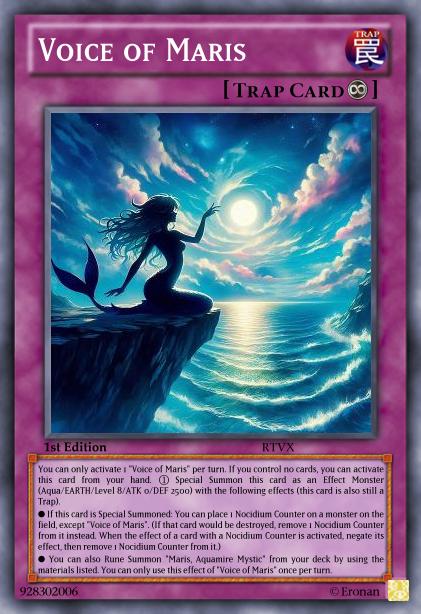 Voice of Maris
TRAP
罠
[ Trap Card ]
1st Edition
RTVX
You can only activate 1 "Voice of Maris" per turn. If you control no cards, you can activate
this card from your hand. ① Special Summon this card as an Effect Monster
(Aqua/EARTH/Level 8/ATK 0/DEF 2500) with the following effects (this card is also still a
Trap).
● If this card is Special Summoned: You can place 1 Nocidium Counter on a monster on the
field, except "Voice of Maris". (If that card would be destroyed, remove 1 Nocidium Counter
from it instead. When the effect of a card with a Nocidium Counter is activated, negate its
effect, then remove 1 Nocidium Counter from it.)
● You can also Rune Summon "Maris, Aquamire Mystic" from your deck by using the
materials listed. You can only use this effect of "Voice of Maris" once per turn.
928302006
© Eronan